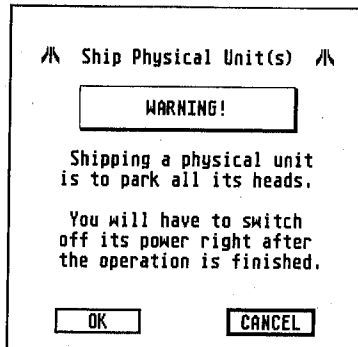 Ship Physical Unit(s)
WARNING!
Shipping a physical unit
is to park all its heads.
You will have to switch
off its power right after
the operation is finished.
OK CANCEL